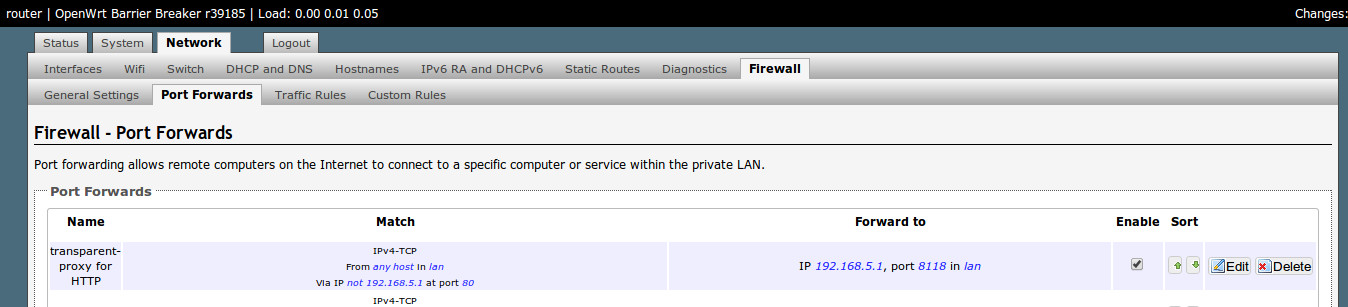 router | OpenWrt Barrier Breaker r39185 | Load: 0.00 0.01 0.05 Changes:
Status System Network Logout
Interfaces Wifi Switch DHCP and DNS Hostnames IPv6 RA and DHCPv6 Static Routes Diagnostics Firewall
General Settings Port Forwards Traffic Rules Custom Rules
Firewall - Port Forwards
Port forwarding allows remote computers on the Internet to connect to a specific computer or service within the private LAN.
Port Forwards
Name Match Forward to Enable Sort
transparent-
proxy for
HTTP
IPv4-TCP
From any host in lan
Via IP not 192.168.5.1 at port 80
IP 192.168.5.1, port 8118 in lan
Edit Delete
IPv4-TCP